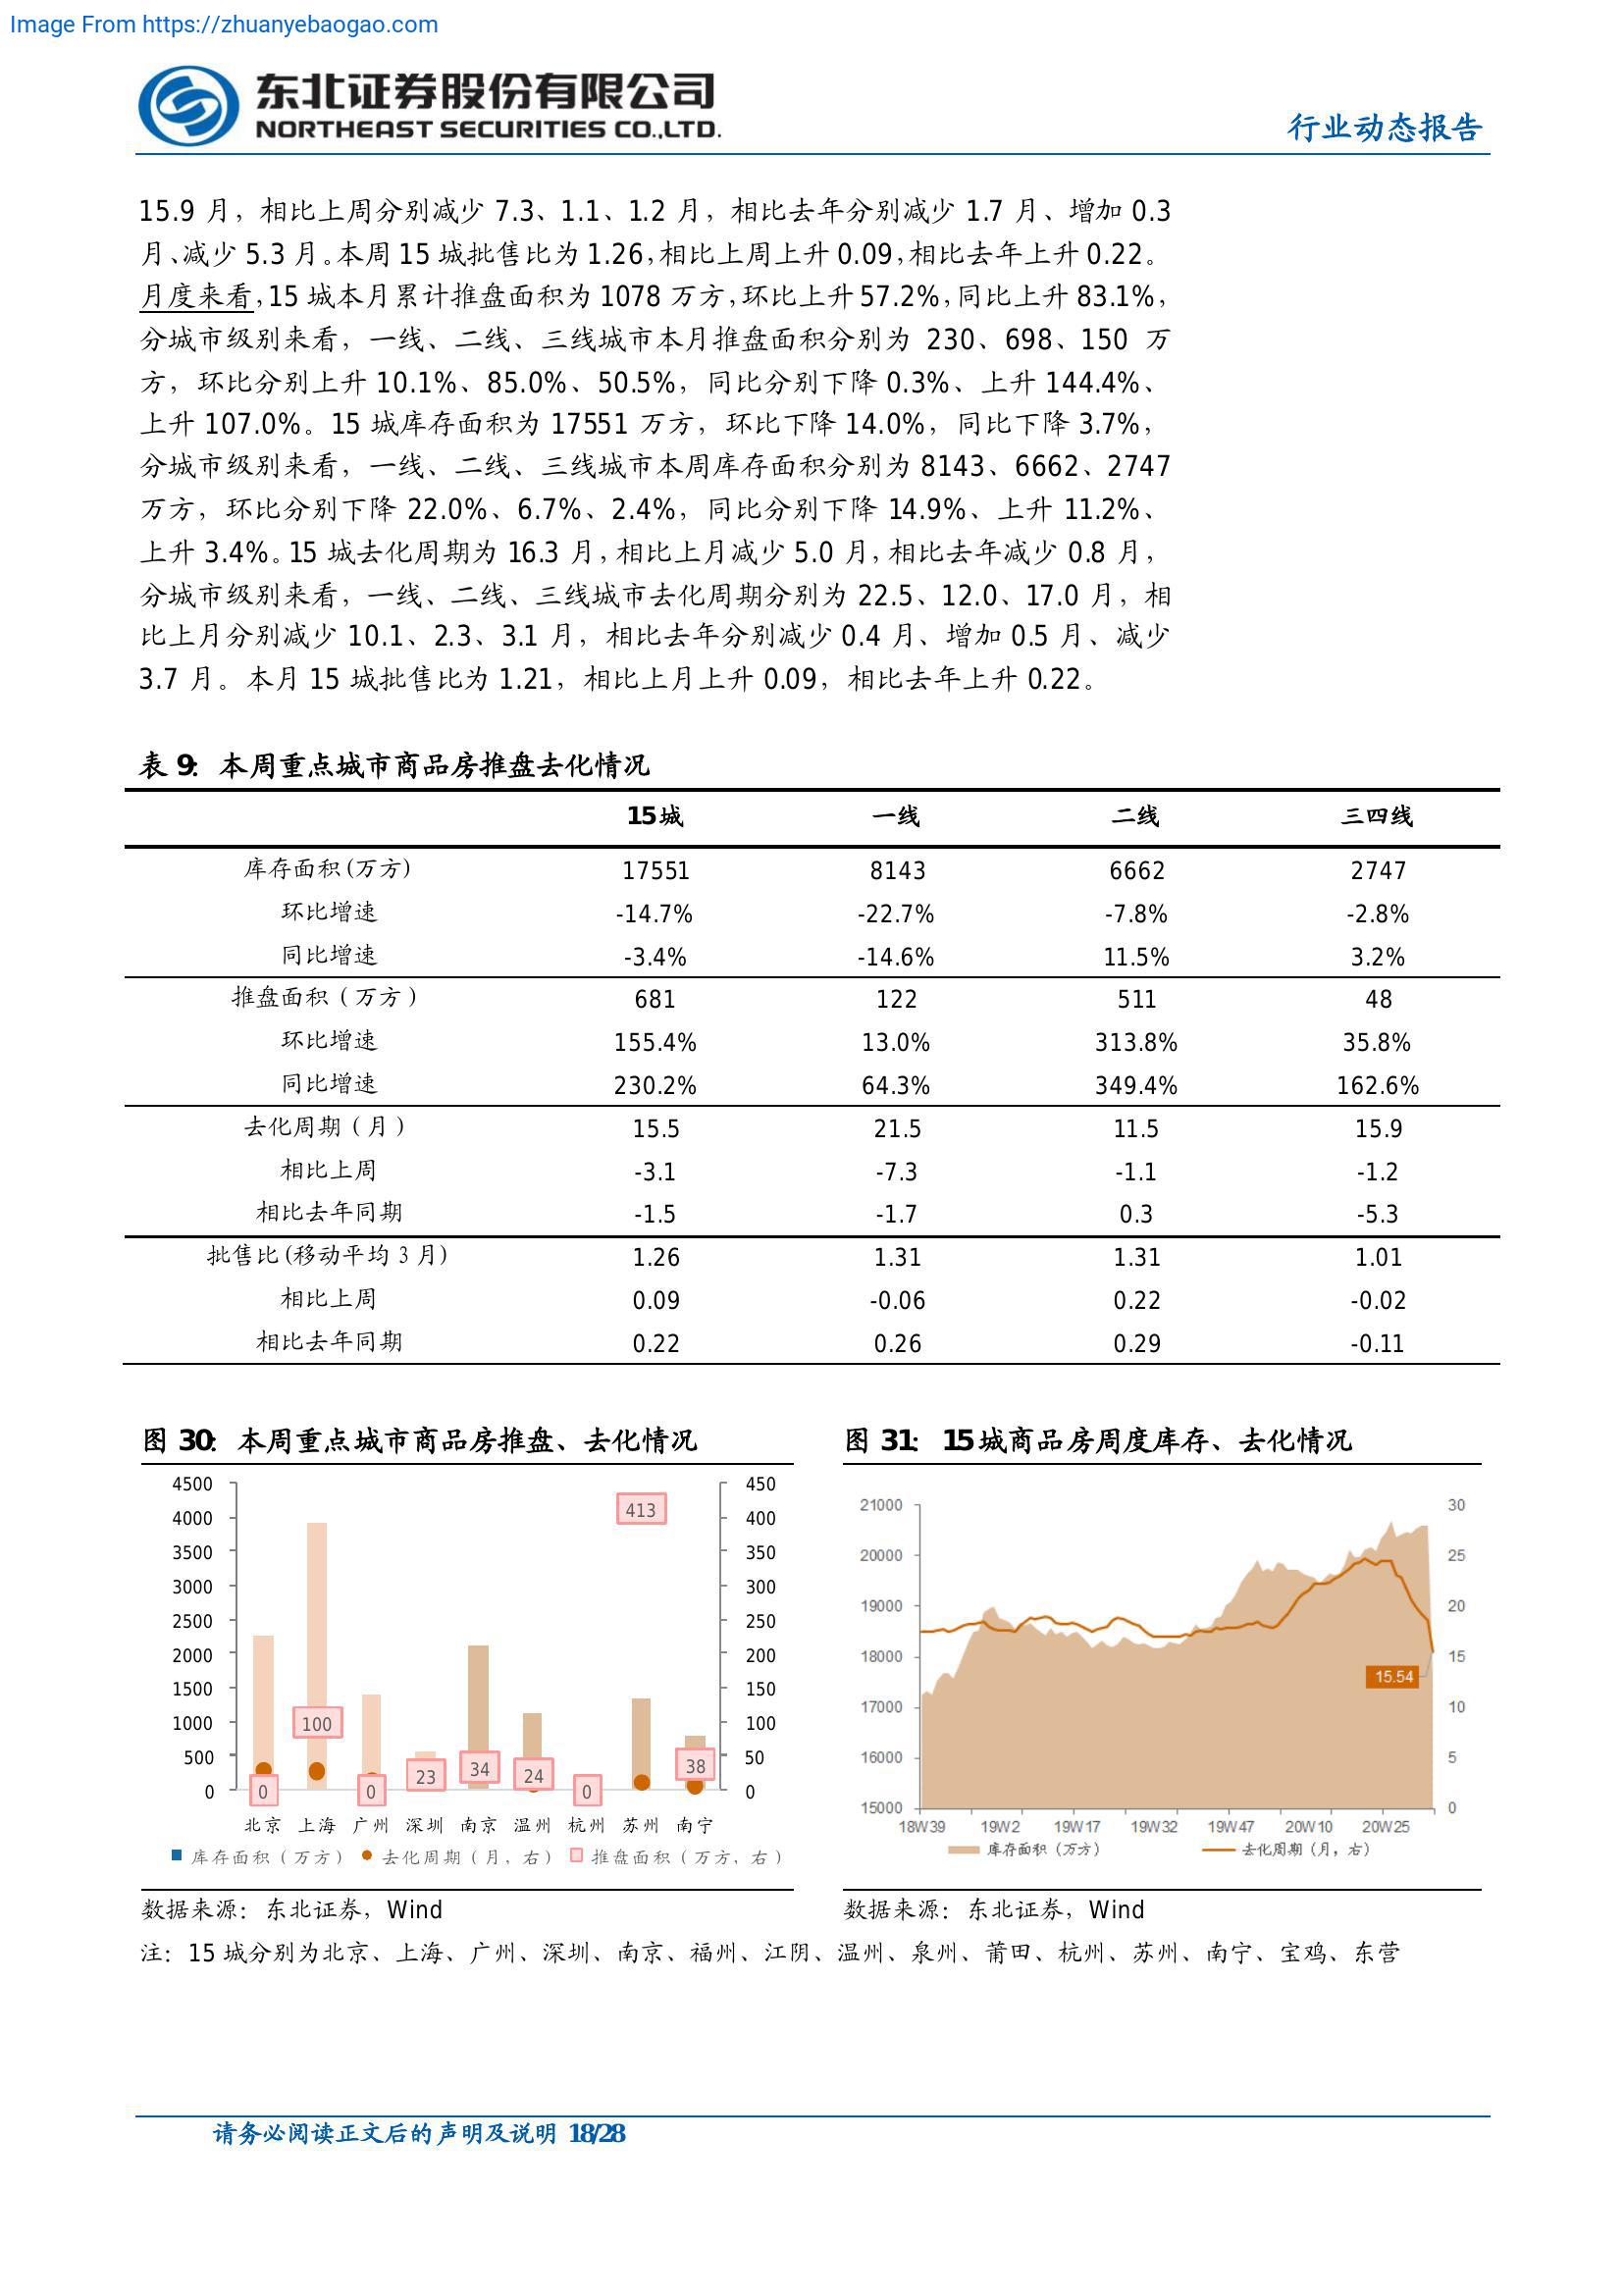 Image From https://zhuanyebaogao.com
东北证券股份有限公司
NORTHEAST SECURITIES CO.,LTD.
行业动态报告
15.9 月，相比上周分别减少 7.3、1.1、1.2 月，相比去年分别减少 1.7 月、增加 0.3
月、减少 5.3 月。本周 15 城批售比为 1.26，相比上周上升 0.09，相比去年上升 0.22。
月度来看，15 城本月累计推盘面积为 1078 万方，环比上升 57.2%，同比上升 83.1%，
分城市级别来看，一线、二线、三线城市本月推盘面积分别为 230、698、150 万
方，环比分别上升 10.1%、85.0%、50.5%，同比分别下降 0.3%、上升 144.4%、
上升 107.0%。15 城库存面积为 17551 万方，环比下降 14.0%，同比下降 3.7%，
分城市级别来看，一线、二线、三线城市本周库存面积分别为 8143、6662、2747
万方，环比分别下降 22.0%、6.7%、2.4%，同比分别下降 14.9%、上升 11.2%、
上升 3.4%。15 城去化周期为 16.3 月，相比上月减少 5.0 月，相比去年减少 0.8 月，
分城市级别来看，一线、二线、三线城市去化周期分别为 22.5、12.0、17.0 月，相
比上月分别减少 10.1、2.3、3.1 月，相比去年分别减少 0.4 月、增加 0.5 月、减少
3.7 月。本月 15 城批售比为 1.21，相比上月上升 0.09，相比去年上升 0.22。
表 9：本周重点城市商品房推盘去化情况
15城 一线 二线 三四线
库存面积(万方) 17551 8143 6662 2747
环比增速 -14.7% -22.7% -7.8% -2.8%
同比增速 -3.4% -14.6% 11.5% 3.2%
推盘面积（万方） 681 122 511 48
环比增速 155.4% 13.0% 313.8% 35.8%
同比增速 230.2% 64.3% 349.4% 162.6%
去化周期（月） 15.5 21.5 11.5 15.9
相比上周 -3.1 -7.3 -1.1 -1.2
相比去年同期 -1.5 -1.7 0.3 -5.3
批售比(移动平均 3 月) 1.26 1.31 1.31 1.01
相比上周 0.09 -0.06 0.22 -0.02
相比去年同期 0.22 0.26 0.29 -0.11
图 30：本周重点城市商品房推盘、去化情况
4500 450
413
4000 400
3500 350
3000 300
2500 250
2000 200
1500 150
1000 100 100
500 50
0 0
0 0 23 34 24 0 38
北京 上海 广州 深圳 南京 温州 杭州 苏州 南宁
库存面积（万方） 去化周期（月，右） 推盘面积（万方，右）
数据来源：东北证券，Wind
图 31：15城商品房周度库存、去化情况
21000 30
20000 25
19000 20
18000 15
15.54
17000 10
16000 5
15000 0
18W39 19W2 19W17 19W32 19W47 20W10 20W25
库存面积（万方） 去化周期（月，右）
数据来源：东北证券，Wind
注：15 城分别为北京、上海、广州、深圳、南京、福州、江阴、温州、泉州、莆田、杭州、苏州、南宁、宝鸡、东营
请务必阅读正文后的声明及说明 18/28